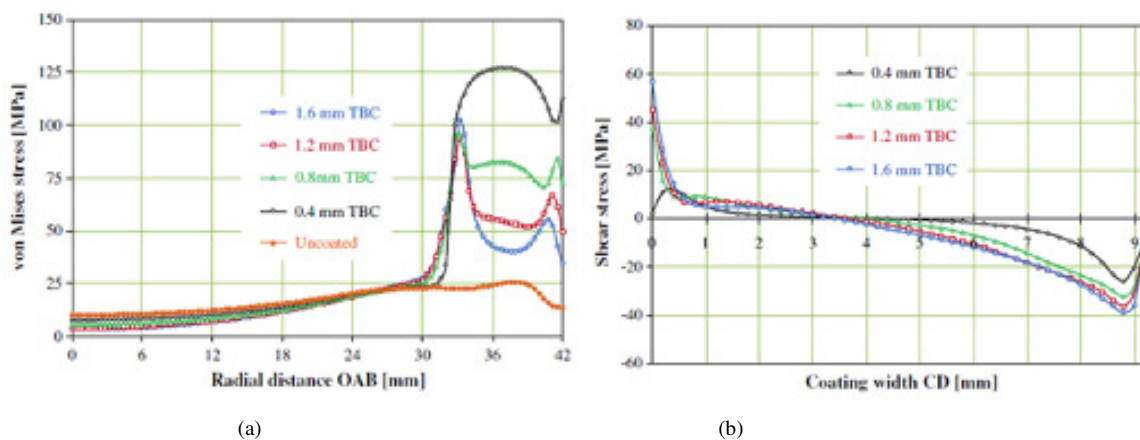 150
125
100
75
50
25
0
von Mises stress [MPa]
1.6 mm TBC
1.2 mm TBC
0.8mm TBC
0.4 mm TBC
Uncoated
0 6 12 18 24 30 36 42
Radial distance OAB [mm]
(a)
80
60
40
20
0
-20
-40
-60
Shear stress [MPa]
0.4 mm TBC
0.8 mm TBC
1.2 mm TBC
1.6 mm TBC
0 1 2 3 4 5 6 7 8 9
Coating width CD [mm]
(b)